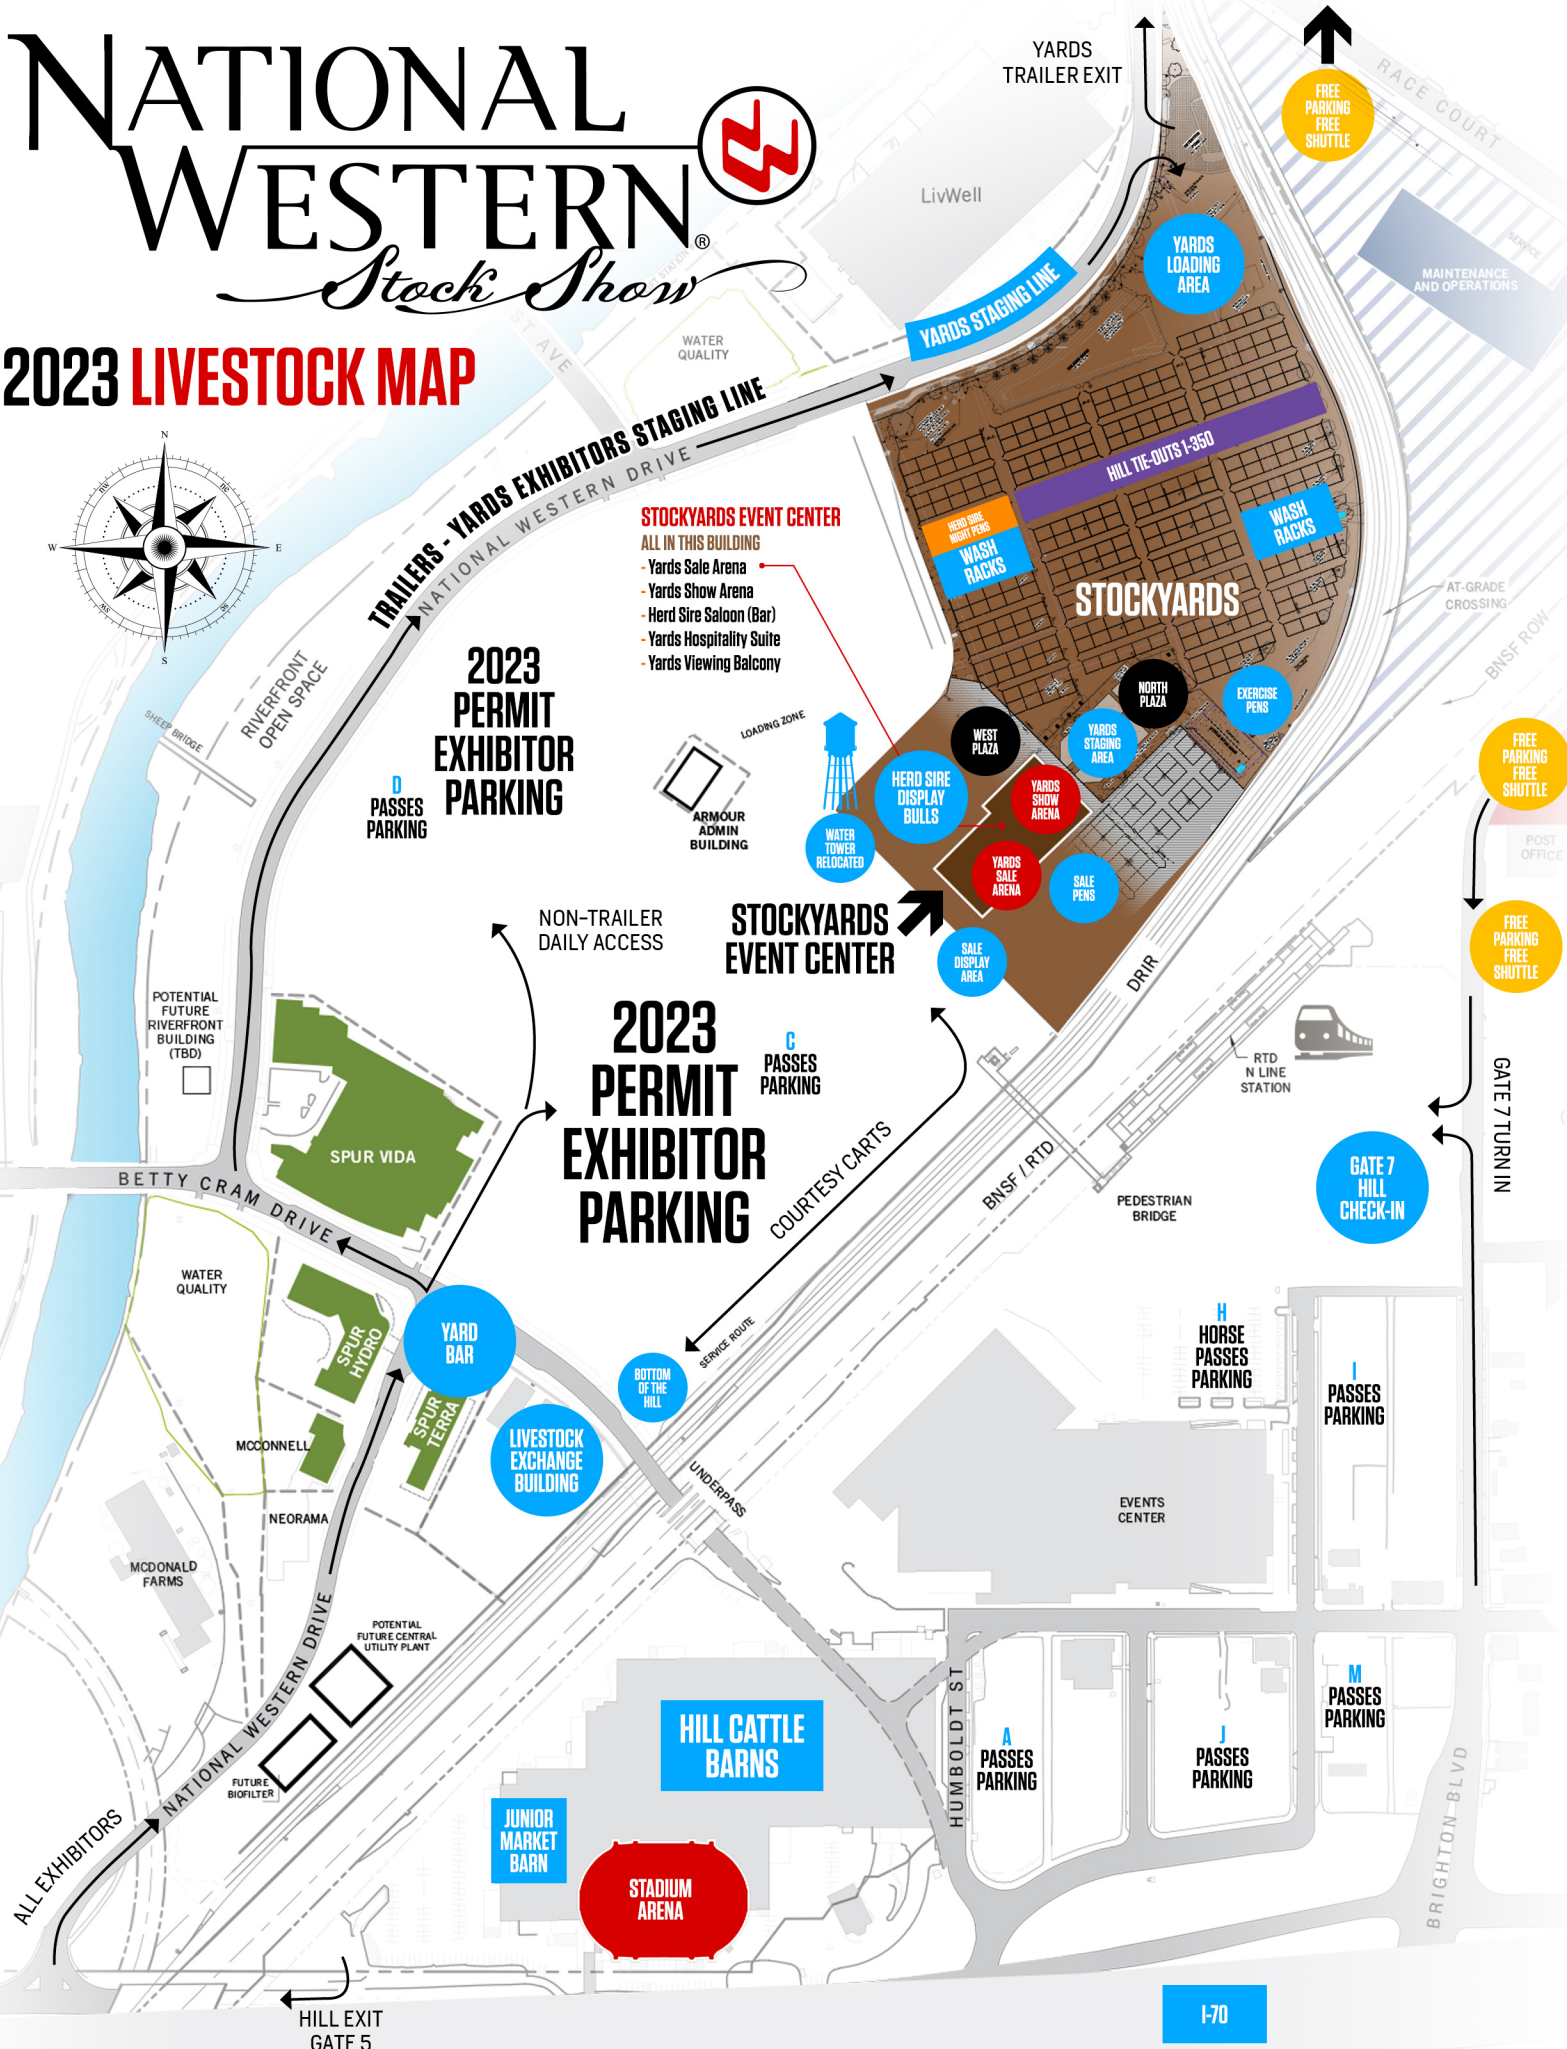 NATIONAL
WESTERN®
Stock Show
2023 LIVESTOCK MAP
N
ne
E
se
S
sw
W
nw
YARDS
TRAILER EXIT
FREE
PARKING
FREE
SHUTTLE
RACE COURT
LivWell
YARDS
LOADING
AREA
SERVICE
MAINTENANCE
AND OPERATIONS
YARDS STAGING LINE
ST AVE
WATER
QUALITY
TRAILERS - YARDS EXHIBITORS STAGING LINE
NATIONAL WESTERN DRIVE
HILL TIE-OUTS 1-350
HERD SIRE
NIGHT PENS
WASH
RACKS
WASH
RACKS
STOCKYARDS
STOCKYARDS EVENT CENTER
ALL IN THIS BUILDING
- Yards Sale Arena
- Yards Show Arena
- Herd Sire Saloon (Bar)
- Yards Hospitality Suite
- Yards Viewing Balcony
AT-GRADE
CROSSING
BNSF ROW
RIVERFRONT
OPEN SPACE
SHEEP BRIDGE
2023
PERMIT
EXHIBITOR
PARKING
D
PASSES
PARKING
LOADING ZONE
ARMOUR
ADMIN
BUILDING
WATER
TOWER
RELOCATED
WEST
PLAZA
NORTH
PLAZA
EXERCISE
PENS
YARDS
STAGING
AREA
HERD SIRE
DISPLAY
BULLS
YARDS
SHOW
ARENA
YARDS
SALE
ARENA
SALE
PENS
FREE
PARKING
FREE
SHUTTLE
POST
OFFICE
FREE
PARKING
FREE
SHUTTLE
STOCKYARDS
EVENT CENTER
SALE
DISPLAY
AREA
NON-TRAILER
DAILY ACCESS
DRIR
POTENTIAL
FUTURE
RIVERFRONT
BUILDING
(TBD)
2023
PERMIT
EXHIBITOR
PARKING
C
PASSES
PARKING
RTD
N LINE
STATION
GATE 7 TURN IN
GATE 7
HILL
CHECK-IN
COURTESY CARTS
BNSF / RTD
PEDESTRIAN
BRIDGE
SPUR VIDA
BETTY CRAM DRIVE
WATER
QUALITY
SPUR
HYDRO
YARD
BAR
SPUR
TERRA
BOTTOM
OF THE
HILL
SERVICE ROUTE
LIVESTOCK
EXCHANGE
BUILDING
UNDERPASS
H
HORSE
PASSES
PARKING
I
PASSES
PARKING
EVENTS
CENTER
MCCONNELL
NEORAMA
MCDONALD
FARMS
POTENTIAL
FUTURE CENTRAL
UTILITY PLANT
NATIONAL WESTERN DRIVE
FUTURE
BIOFILTER
ALL EXHIBITORS
HILL CATTLE
BARNS
JUNIOR
MARKET
BARN
STADIUM
ARENA
HUMBOLDT ST
A
PASSES
PARKING
J
PASSES
PARKING
M
PASSES
PARKING
BRIGHTON BLVD
HILL EXIT
GATE 5
I-70